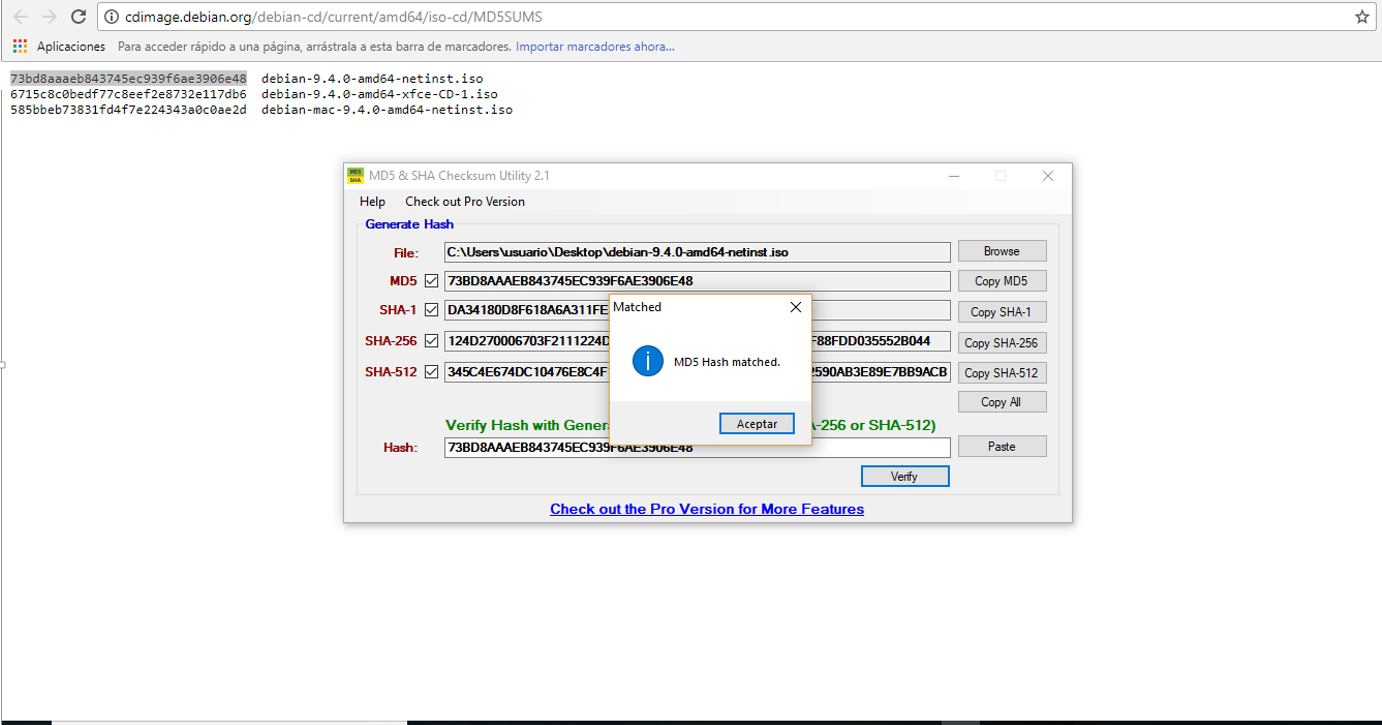 cdimage.debian.org/debian-cd/current/amd64/iso-cd/MD5SUMS
Aplicaciones Para acceder rápido a una página, arrástrala a esta barra de marcadores. Importar marcadores ahora...
73bd8aaaeb843745ec939f6ae3906e48 debian-9.4.0-amd64-netinst.iso
6715c8c0bedf77c8eef2e8732e117db6 debian-9.4.0-amd64-xfce-CD-1.iso
585bbeb73831fd4f7e224343a0c0ae2d debian-mac-9.4.0-amd64-netinst.iso
MD5 SHA MD5 & SHA Checksum Utility 2.1
Help Check out Pro Version
Generate Hash
File: C:\Users\usuario\Desktop\debian-9.4.0-amd64-netinst.iso Browse
MD5 73BD8AAAEB843745EC939F6AE3906E48 Copy MD5
SHA-1 DA34180D8F618A6A311FE Copy SHA-1
SHA-256 124D270006703F2111224D F88FDD035552B044 Copy SHA-256
SHA-512 345C4E674DC10476E8C4F 2590AB3E89E7BB9ACB Copy SHA-512
Copy All
Matched
MD5 Hash matched.
Aceptar
Verify Hash with Gener A-256 or SHA-512)
Hash: 73BD8AAAEB843745EC939F6AE3906E48 Paste
Verify
Check out the Pro Version for More Features